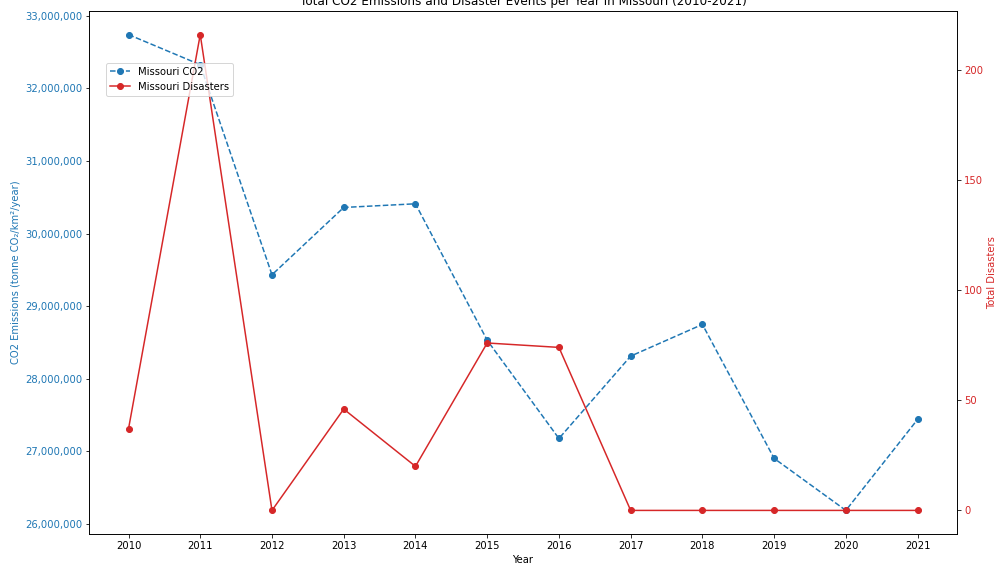 Total CO2 Emissions and Disaster Events per Year in Missouri (2010-2021)
33,000,000
32,000,000
31,000,000
30,000,000
29,000,000
28,000,000
27,000,000
26,000,000
CO2 Emissions (tonne CO₂/km²/year)
Missouri CO2
Missouri Disasters
200
150
100
50
0
Total Disasters
2010 2011 2012 2013 2014 2015 2016 2017 2018 2019 2020 2021
Year